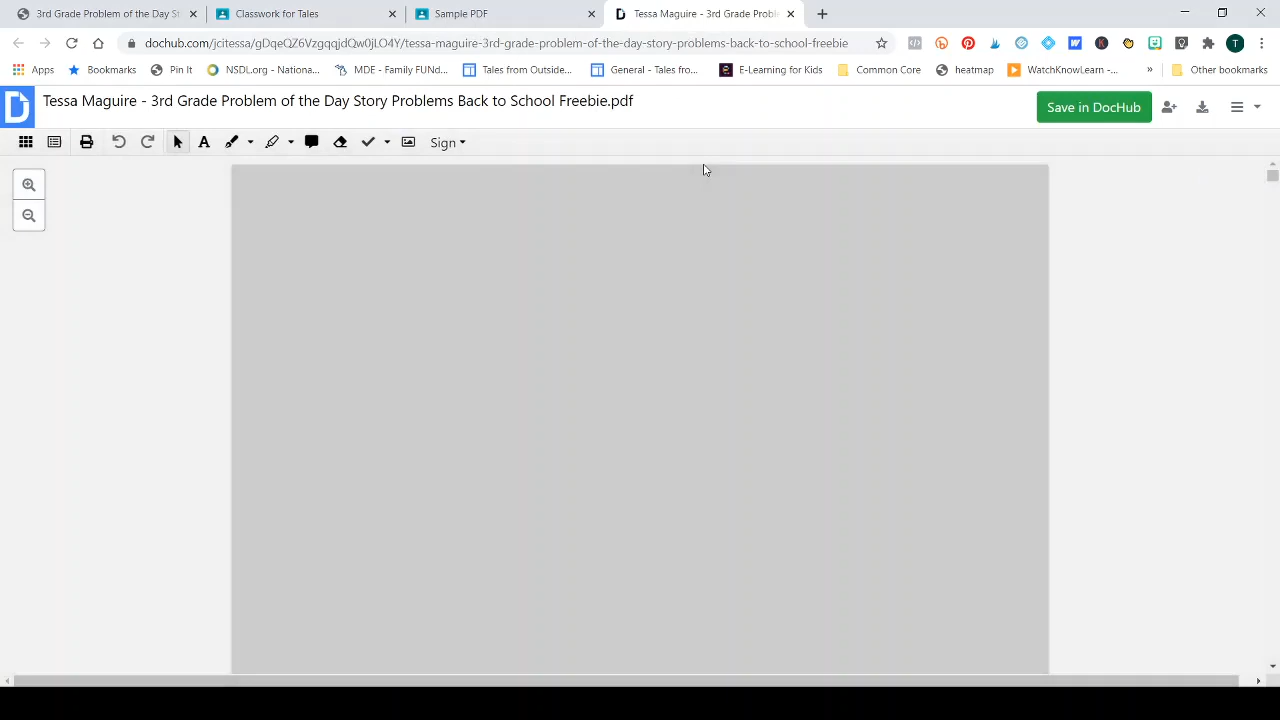 3rd Grade Problem of the Day St
Classwork for Tales
Sample PDF
Tessa Maguire - 3rd Grade Proble
dochub.com/jcitessa/gDqeQZ6VzgqqjdQw0JvO4Y/tessa-maguire-3rd-grade-problem-of-the-day-story-problems-back-to-school-freebie
Apps
Bookmarks
Pin It
NSDL.org - Nationa...
MDE - Family FUNd...
Tales from Outside...
General - Tales fro...
E-Learning for Kids
Common Core
heatmap
WatchKnowLearn -...
»
Other bookmarks
Tessa Maguire - 3rd Grade Problem of the Day Story Problems Back to School Freebie.pdf
Save in DocHub
Sign